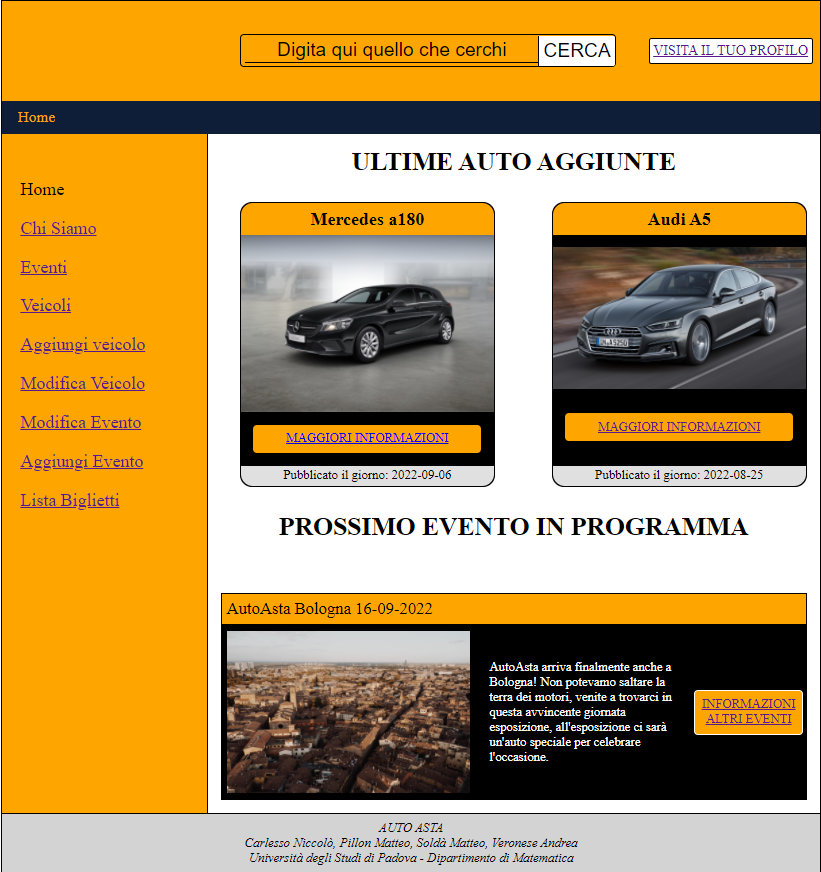 Digita qui quello che cerchi
CERCA
VISITA IL TUO PROFILO
Home
Home
Chi Siamo
Eventi
Veicoli
Aggiungi veicolo
Modifica Veicolo
Modifica Evento
Aggiungi Evento
Lista Biglietti
ULTIME AUTO AGGIUNTE
Mercedes a180
MAGGIORI INFORMAZIONI
Pubblicato il giorno: 2022-09-06
Audi A5
MAGGIORI INFORMAZIONI
Pubblicato il giorno: 2022-08-25
PROSSIMO EVENTO IN PROGRAMMA
AutoAsta Bologna 16-09-2022
AutoAsta arriva finalmente anche a
Bologna! Non potevamo saltare la
terra dei motori, venite a trovarci in
questa avvincente giornata
esposizione, all'esposizione ci sarà
un'auto speciale per celebrare
l'occasione.
INFORMAZIONI
ALTRI EVENTI
AUTO ASTA
Carlesso Niccolò, Pillon Matteo, Soldà Matteo, Veronese Andrea
Università degli Studi di Padova - Dipartimento di Matematica